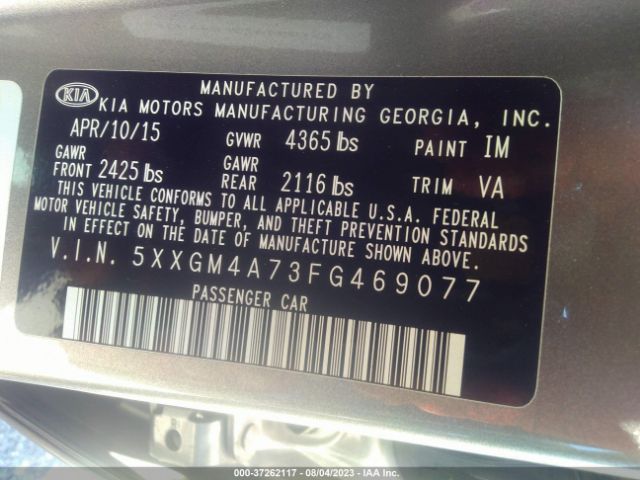 MANUFACTURED BY
KIA KIA MOTORS MANUFACTURING GEORGIA, INC.
APR/10/15 GVWR 4365 lbs PAINT IM
GAWR FRONT 2425 lbs GAWR REAR 2116 lbs TRIM VA
THIS VEHICLE CONFORMS TO ALL APPLICABLE U.S.A. FEDERAL
MOTOR VEHICLE SAFETY, BUMPER, AND THEFT PREVENTION STANDARDS
IN EFFECT ON THE DATE OF MANUFACTURE SHOWN ABOVE.
V.I.N. 5XXGM4A73FG469077
PASSENGER CAR
000-37262117 - 08/04/2023 - IAA Inc.